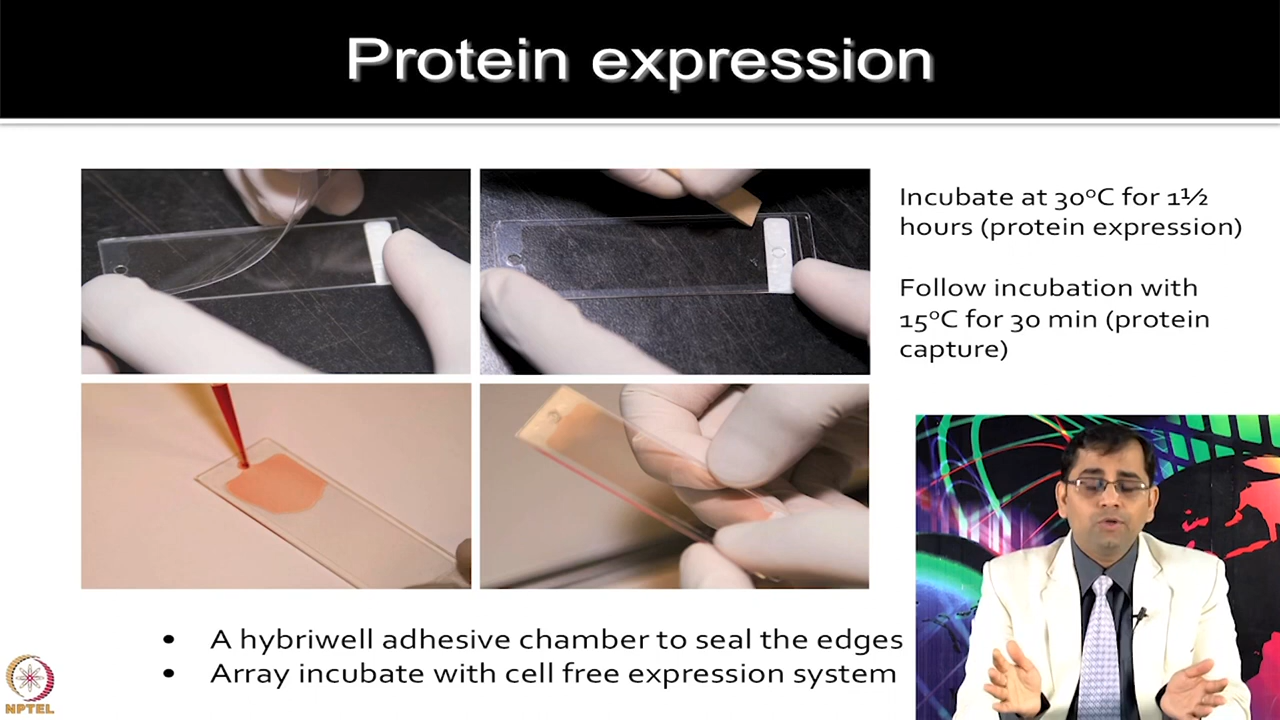 Protein expression
Incubate at 30°C for 1½
hours (protein expression)
Follow incubation with
15°C for 30 min (protein
capture)
• A hybriwell adhesive chamber to seal the edges
• Array incubate with cell free expression system
NPTEL